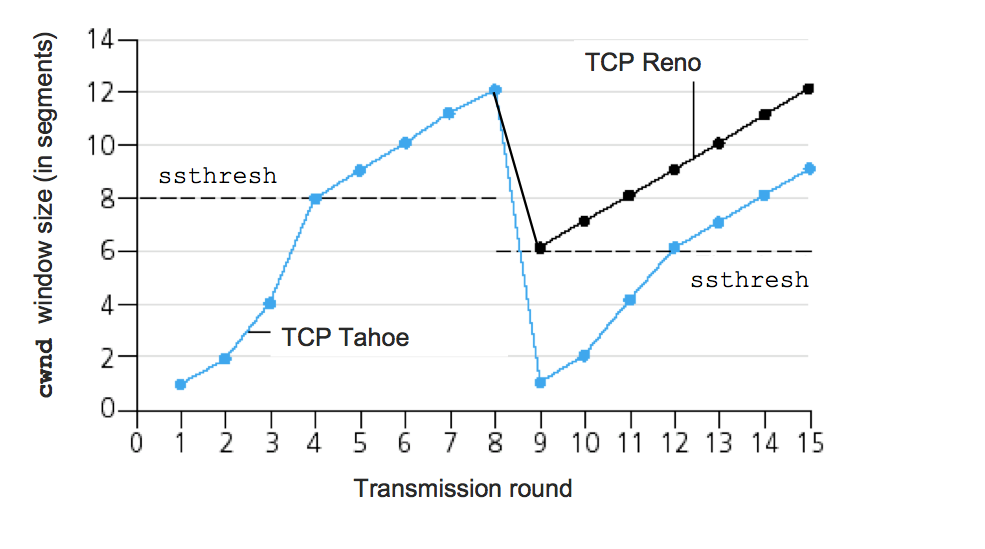 cwnd window size (in segments)
14
12
10
8
6
4
2
0
TCP Reno
ssthresh
ssthresh
TCP Tahoe
0 1 2 3 4 5 6 7 8 9 10 11 12 13 14 15
Transmission round